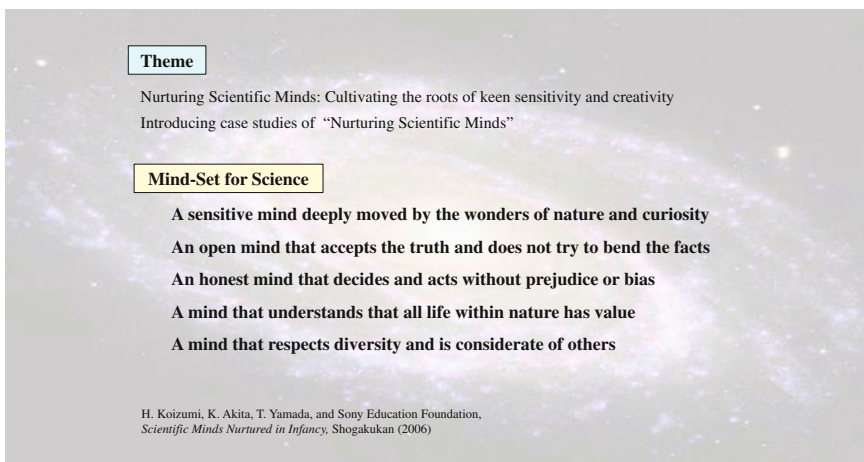 Theme
Nurturing Scientific Minds: Cultivating the roots of keen sensitivity and creativity
Introducing case studies of “Nurturing Scientific Minds”
Mind-Set for Science
A sensitive mind deeply moved by the wonders of nature and curiosity
An open mind that accepts the truth and does not try to bend the facts
An honest mind that decides and acts without prejudice or bias
A mind that understands that all life within nature has value
A mind that respects diversity and is considerate of others
H. Koizumi, K. Akita, T. Yamada, and Sony Education Foundation,
Scientific Minds Nurtured in Infancy, Shogakukan (2006)